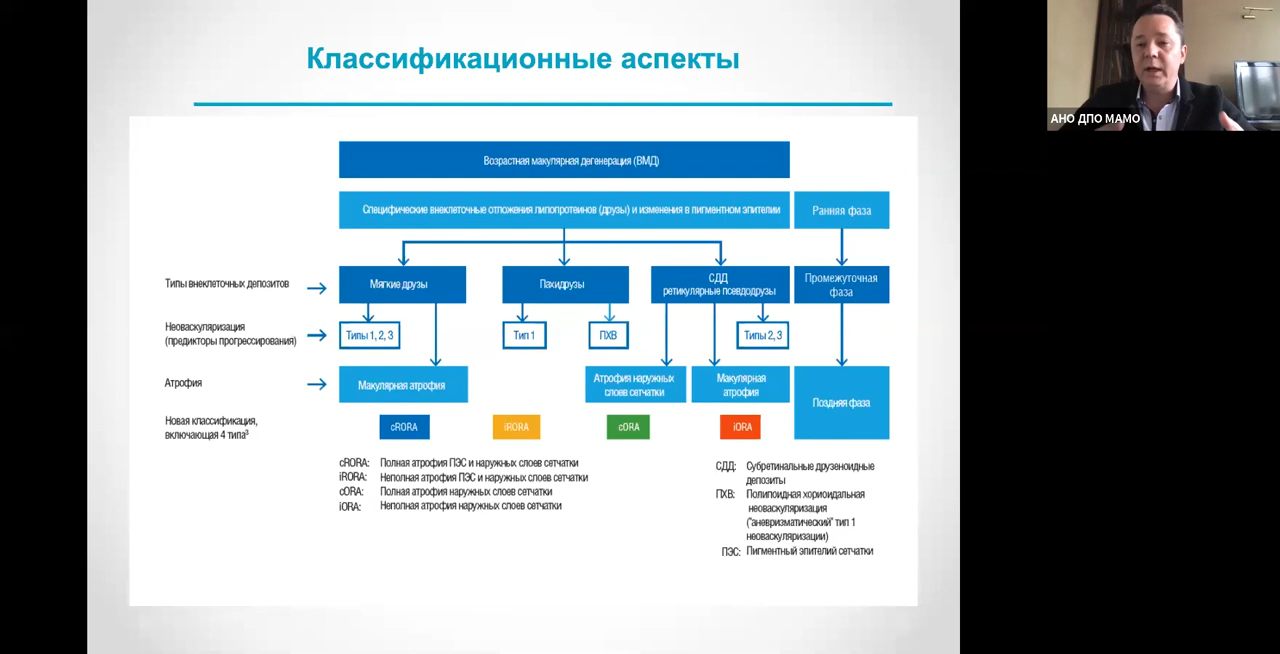 Классификационные аспекты
АНО ДПО МАМО
Возрастная макулярная дегенерация (ВМД)
Специфические внеклеточные отложения липопротеинов (друзы) и изменения в пигментном эпителии
Ранняя фаза
Типы внеклеточных депозитов
Мягкие друзы
Пахидрузы
СДД
ретикулярные псевдодрузы
Промежуточная
фаза
Неоваскуляризация
(предикторы прогрессирования)
Типы 1, 2, 3
Тип 1
ПХВ
Типы 2, 3
Атрофия
Макулярная атрофия
Атрофия наружных
слоев сетчатки
Макулярная
атрофия
Поздняя фаза
Новая классификация,
включающая 4 типа³
cRORA
iRORA
cORA
iORA
cRORA: Полная атрофия ПЭС и наружных слоев сетчатки
iRORA: Неполная атрофия ПЭС и наружных слоев сетчатки
cORA: Полная атрофия наружных слоев сетчатки
iORA: Неполная атрофия наружных слоев сетчатки
СДД: Субретинальные друзеноидные
депозиты
ПХВ: Полипоидная хориоидальная
неоваскуляризация
("аневризматический" тип 1
неоваскуляризации)
ПЭС: Пигментный эпителий сетчатки